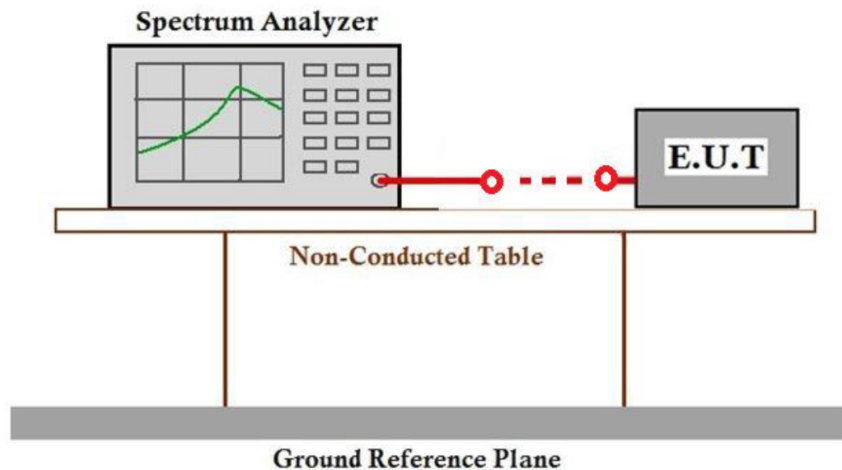 Spectrum Analyzer
E.U.T
Non-Conducted Table
Ground Reference Plane